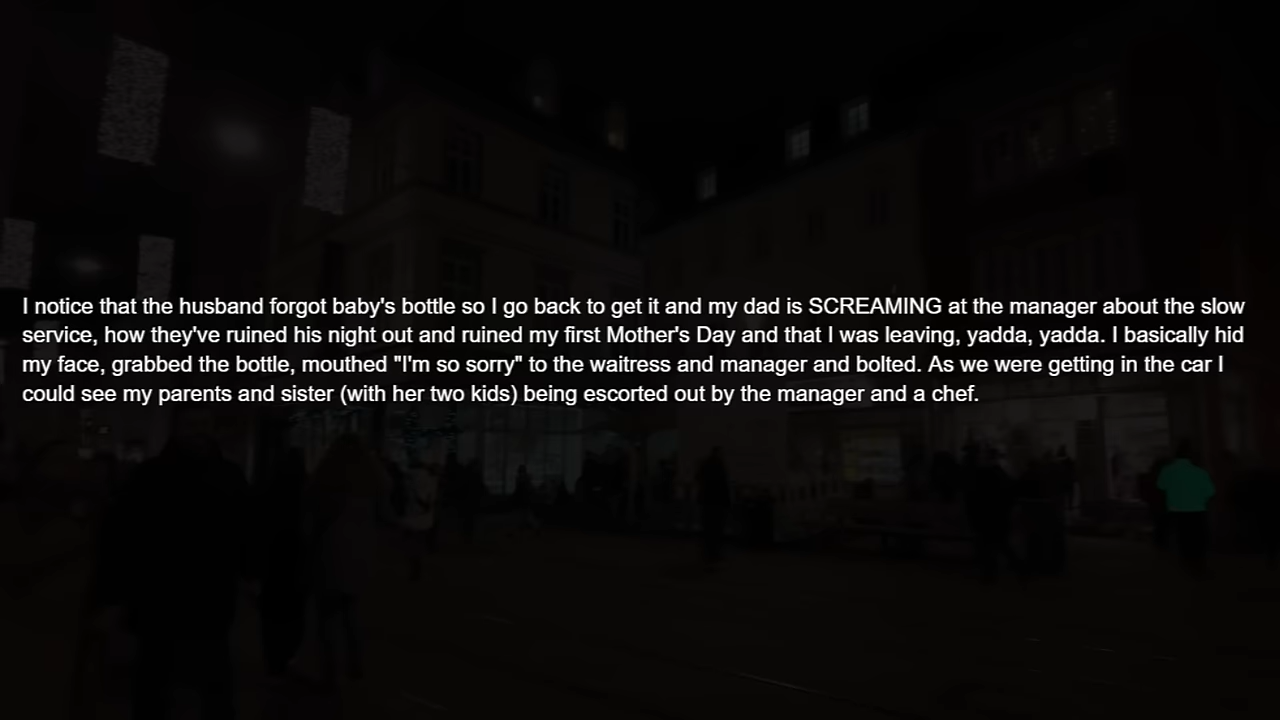 I notice that the husband forgot baby's bottle so I go back to get it and my dad is SCREAMING at the manager about the slow
service, how they've ruined his night out and ruined my first Mother's Day and that I was leaving, yadda, yadda. I basically hid
my face, grabbed the bottle, mouthed "I'm so sorry" to the waitress and manager and bolted. As we were getting in the car I
could see my parents and sister (with her two kids) being escorted out by the manager and a chef.